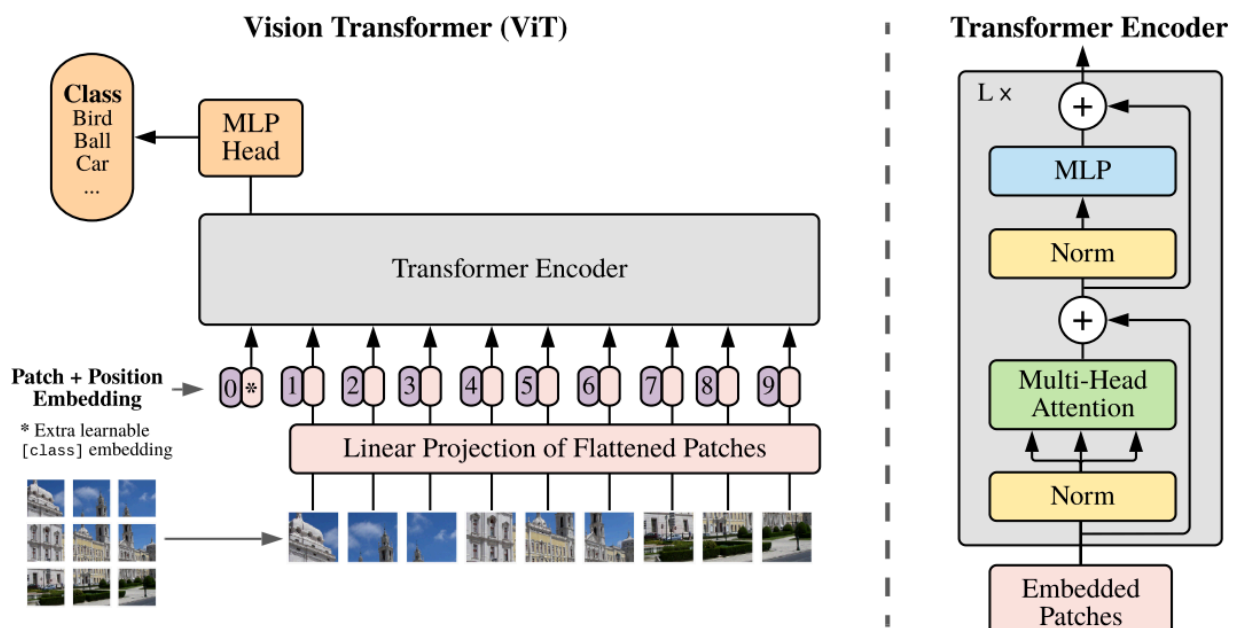 Vision Transformer (ViT)
Class
Bird
Ball
Car
...
MLP
Head
Transformer Encoder
Patch + Position
Embedding
* Extra learnable
[class] embedding
0 * 1 2 3 4 5 6 7 8 9
Linear Projection of Flattened Patches
Transformer Encoder
L ×
+
MLP
Norm
+
Multi-Head
Attention
Norm
Embedded
Patches